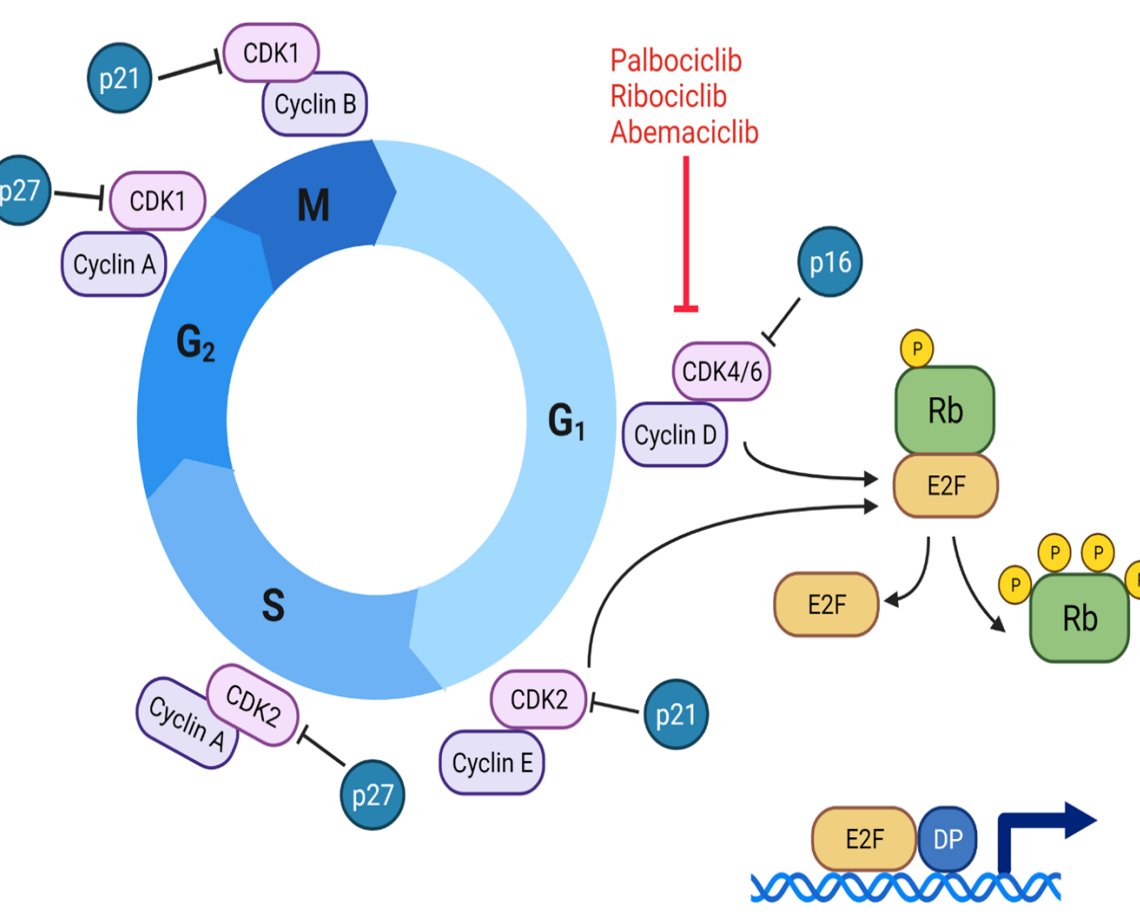 CDK1
p21
Cyclin B
Palbociclib
Ribociclib
Abemaciclib
p27
CDK1
Cyclin A
M
p16
G₂
CDK4/6
Cyclin D
G₁
P
Rb
E2F
P
P
P
E2F
Rb
S
CDK2
Cyclin A
p27
CDK2
Cyclin E
p21
E2F
DP